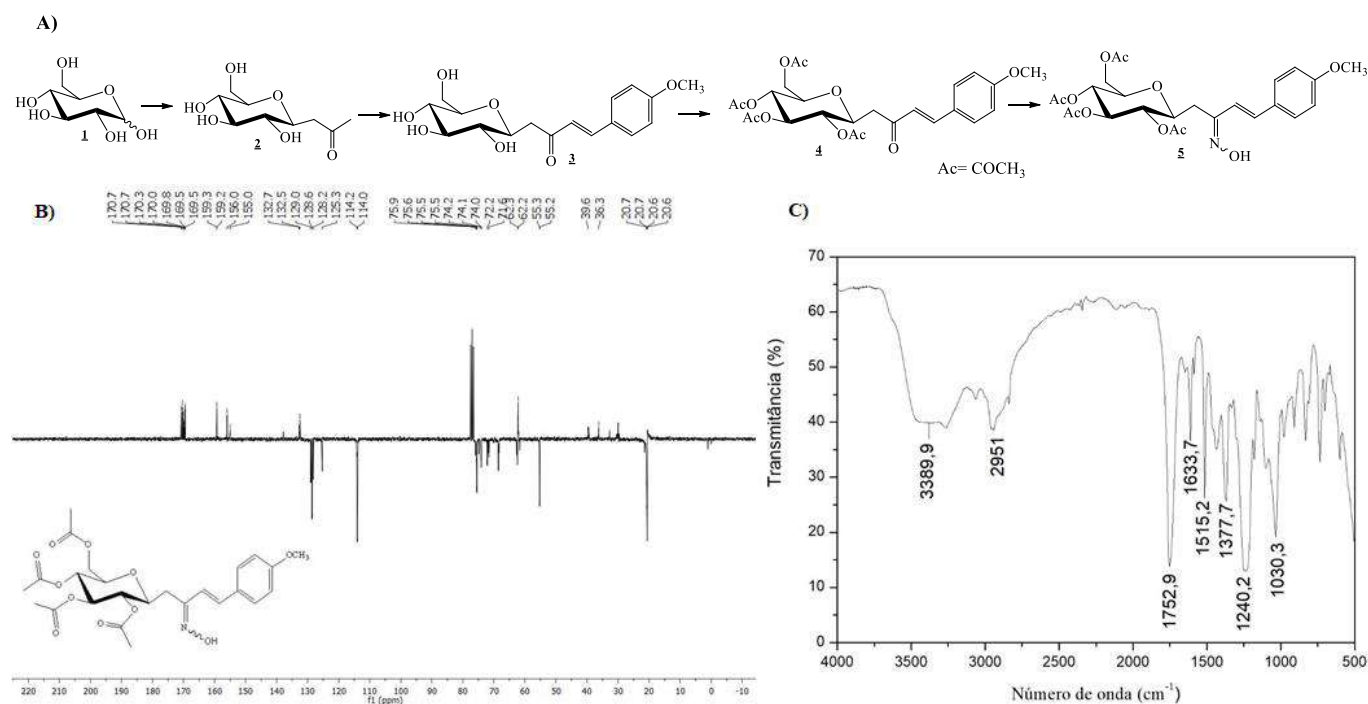 A)
OH
HO
HO
O
OH OH
1
OH
HO
HO
O
OH
O
2
OH
HO
HO
O
OH
O
3
O CH3
OAc
AcO
AcO
O
OAc
O
4
O CH3
Ac= COCH3
OAc
AcO
AcO
O
OAc
N OH
5
O CH3
B)
170.7
170.7
170.3
170.0
169.8
169.5
169.5
159.3
159.2
156.0
155.0
132.7
132.5
129.0
128.6
128.2
125.3
114.2
114.0
75.9
75.6
75.5
75.5
74.2
74.1
74.0
72.2
71.6
62.3
62.2
55.3
55.2
39.6
36.3
20.7
20.7
20.6
20.6
O
O
O
O
O
O
O
O
O
N OH
OCH3
220 210 200 190 180 170 160 150 140 130 120 110 100 90 80 70 60 50 40 30 20 10 0 -10
f1 (ppm)
C)
Transmitância (%)
70
60
50
40
30
20
10
0
3389,9
2951
1752,9
1633,7
1515,2
1377,7
1240,2
1030,3
4000 3500 3000 2500 2000 1500 1000 500
Número de onda (cm-1)